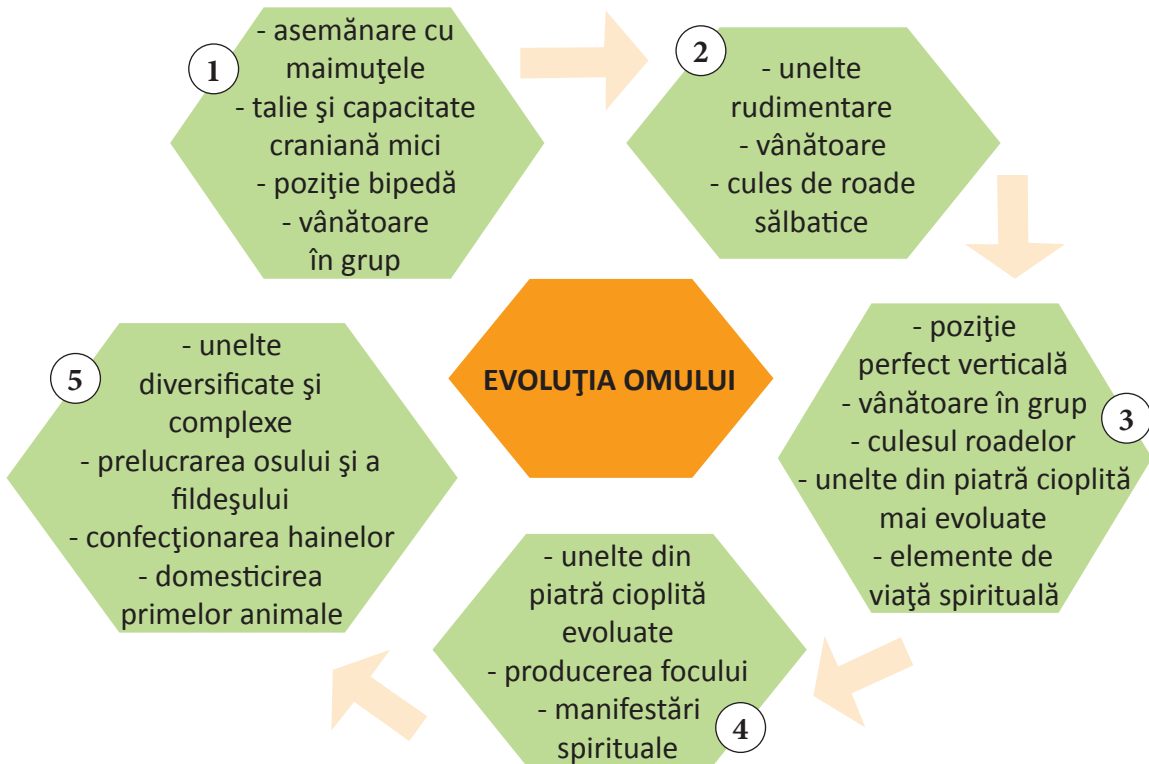 1
- asemănare cu
maimuţele
- talie şi capacitate
craniană mici
- poziţie bipedă
- vânătoare
în grup
2
- unelte
rudimentare
- vânătoare
- cules de roade
sălbatice
3
- poziţie
perfect verticală
- vânătoare în grup
- culesul roadelor
- unelte din piatră cioplită
mai evoluate
- elemente de
viaţă spirituală
4
- unelte din
piatră cioplită
evoluate
- producerea focului
- manifestări
spirituale
5
- unelte
diversificate şi
complexe
- prelucrarea osului şi a
fildeşului
- confecţionarea hainelor
- domesticirea
primelor animale
EVOLUŢIA OMULUI